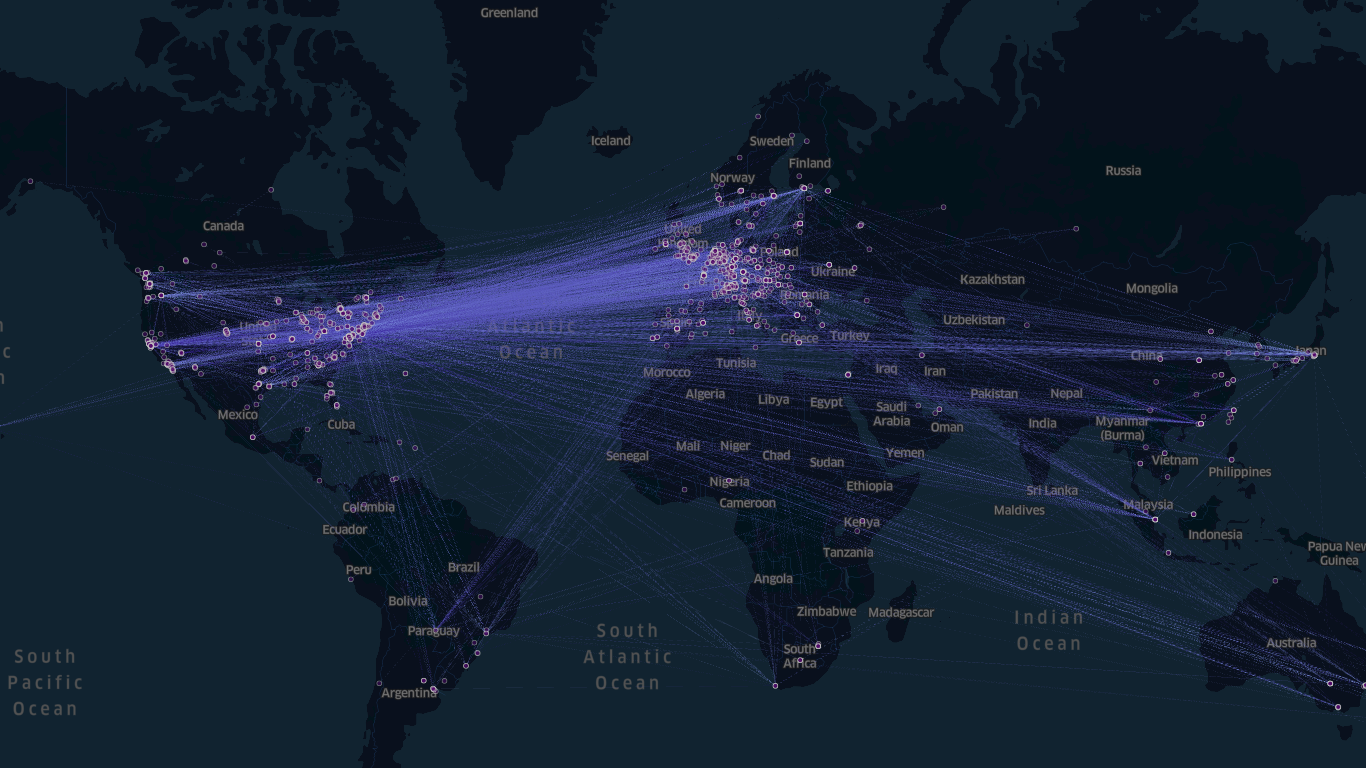 Greenland
Iceland
Sweden
Finland
Norway
Russia
Canada
United
Kingdom
Poland
Ukraine
Kazakhstan
Mongolia
Romania
Uzbekistan
Atlantic
Ocean
Italy
Greece
Turkey
China
Japan
Tunisia
Morocco
Iraq
Iran
Algeria
Libya
Egypt
Pakistan
Nepal
Saudi
Arabia
Mexico
Cuba
Oman
India
Myanmar
(Burma)
Mali
Niger
Chad
Sudan
Yemen
Senegal
Vietnam
Philippines
Nigeria
Ethiopia
Sri Lanka
Cameroon
Maldives
Malaysia
Colombia
Ecuador
Kenya
Indonesia
Tanzania
Papua New
Guinea
Peru
Brazil
Angola
Bolivia
Zimbabwe
Madagascar
Indian
Ocean
Paraguay
South
Atlantic
Ocean
South
Africa
Australia
South
Pacific
Ocean
Argentina